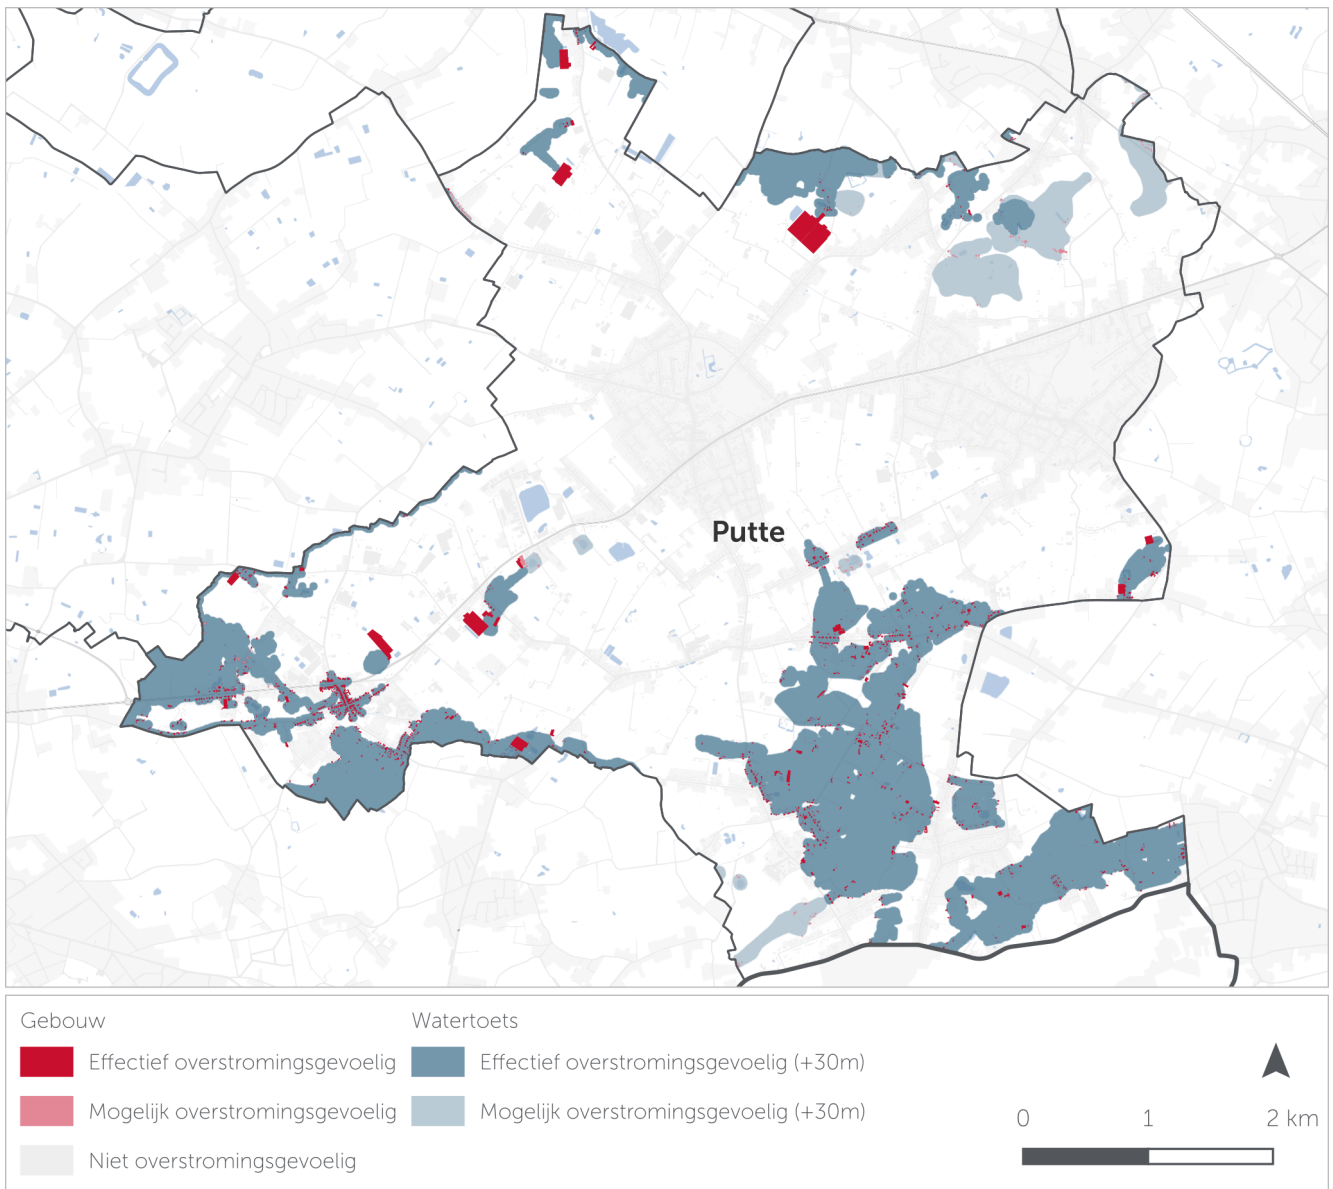 Putte
Gebouw
Effectief overstromingsgevoelig
Mogelijk overstromingsgevoelig
Niet overstromingsgevoelig
Watertoets
Effectief overstromingsgevoelig (+30m)
Mogelijk overstromingsgevoelig (+30m)
0 1 2 km